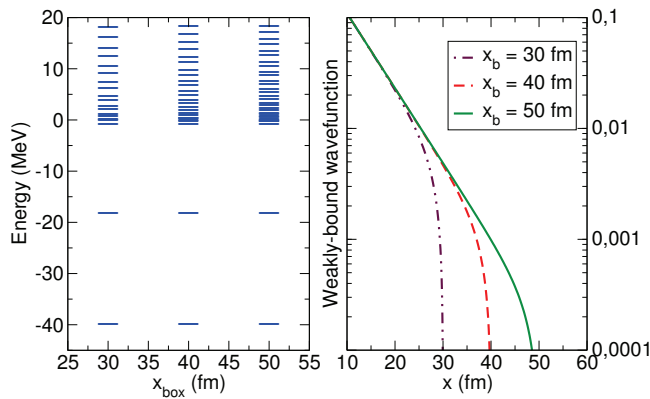 20
10
0
-10
-20
-30
-40
Energy (MeV)
25 30 35 40 45 50 55
x_box (fm)
Weakly-bound wavefunction
x_b = 30 fm
x_b = 40 fm
x_b = 50 fm
0,1
0,01
0,001
0,0001
10 20 30 40 50 60
x (fm)